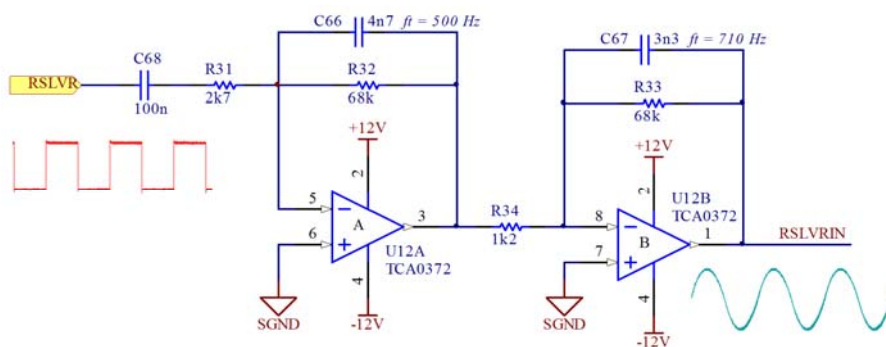 C66
4n7
ft = 500 Hz
C67
3n3
ft = 710 Hz
RSLVR
C68
100n
R31
2k7
R32
68k
R33
68k
+12V
2
5
6
A
3
4
U12A
TCA0372
-12V
SGND
R34
1k2
+12V
2
8
7
B
1
4
U12B
TCA0372
RSLVRIN
-12V
SGND